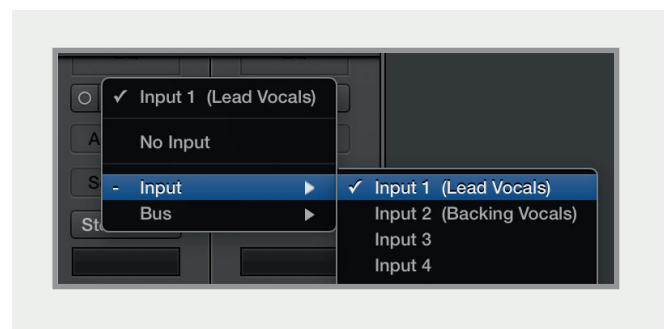 ✓ Input 1 (Lead Vocals)
No Input
- Input
Bus
✓ Input 1 (Lead Vocals)
Input 2 (Backing Vocals)
Input 3
Input 4